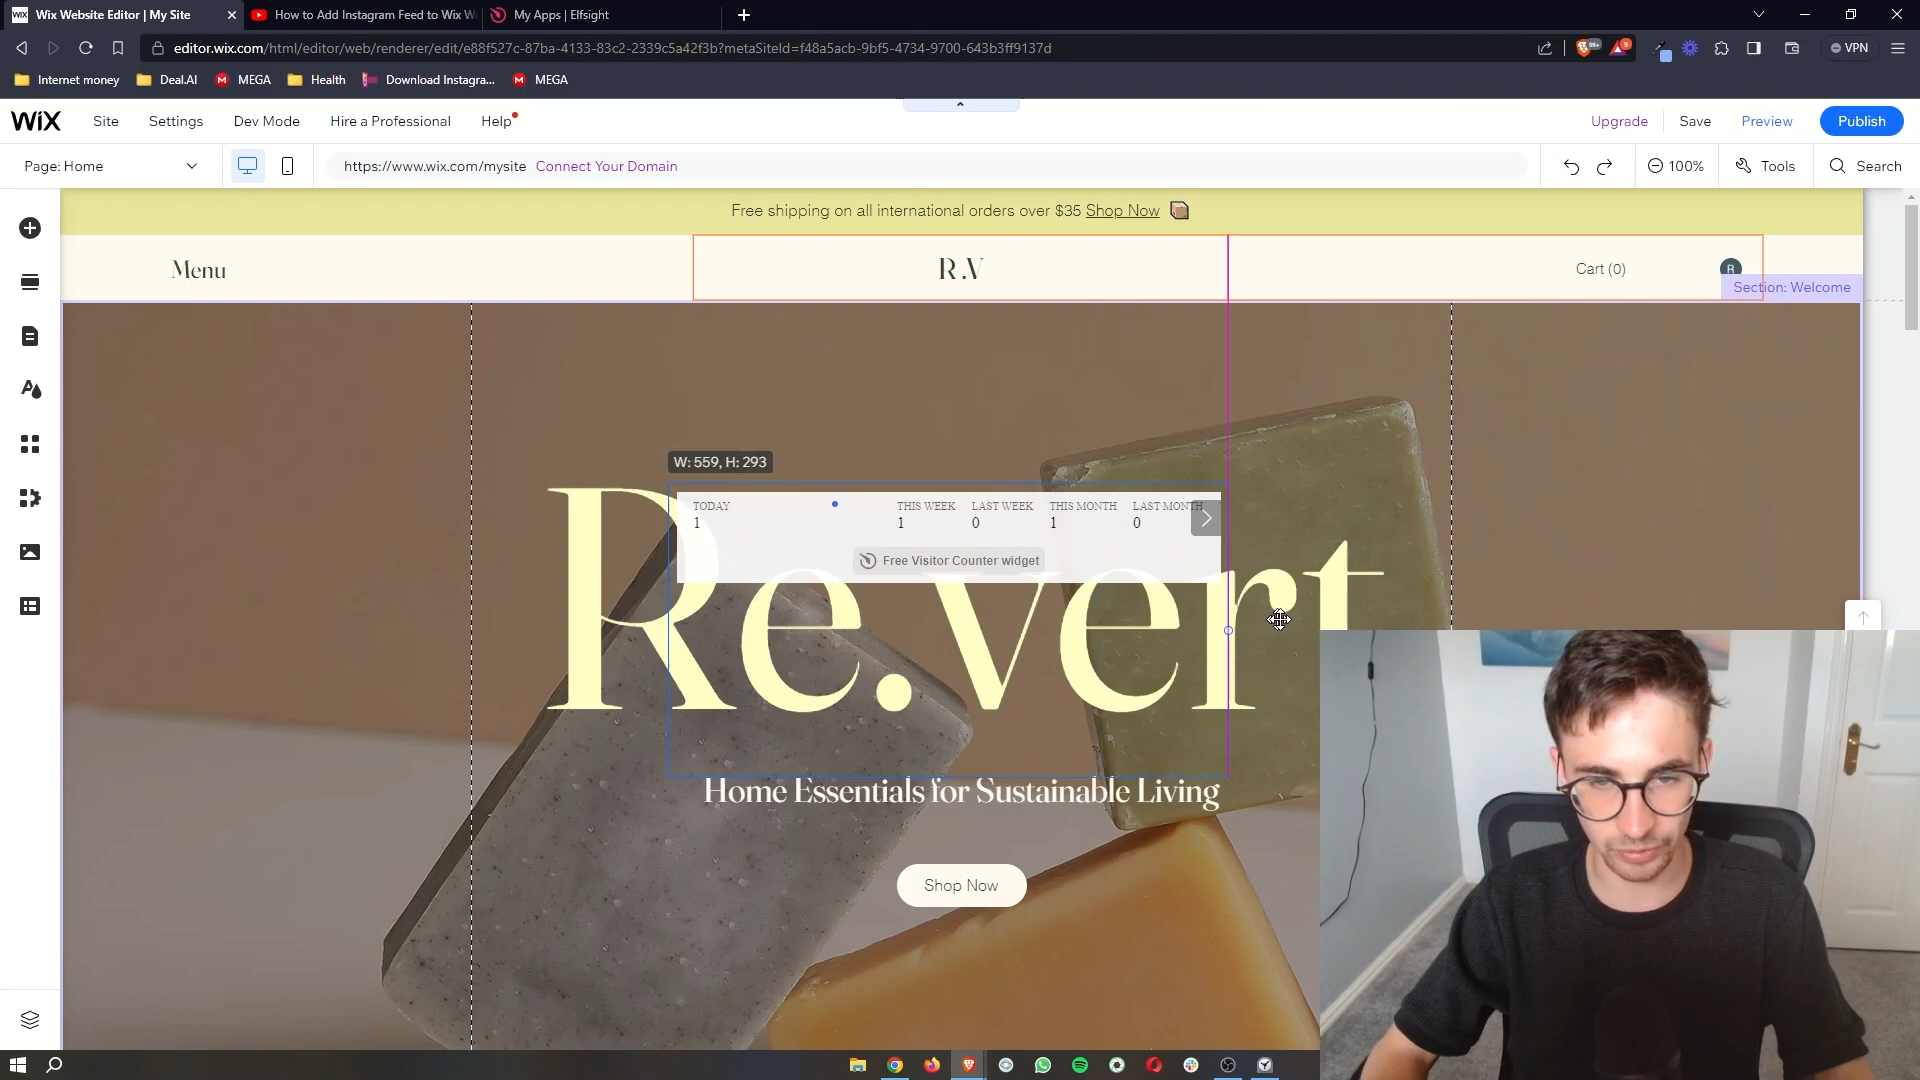 Wix Website Editor | My Site
How to Add Instagram Feed to Wix W
My Apps | Elfsight
editor.wix.com/html/editor/web/renderer/edit/e88f527c-87ba-4133-83c2-2339c5a42f3b?metaSiteId=f48a5acb-9bf5-4734-9700-643b3ff9137d
VPN
Internet money
Deal.AI
MEGA
Health
Download Instagra...
MEGA
WiX
Site
Settings
Dev Mode
Hire a Professional
Help
Upgrade
Save
Preview
Publish
Page: Home
https://www.wix.com/mysite
Connect Your Domain
100%
Tools
Search
Free shipping on all international orders over $35 Shop Now
Menu
R.V
Cart (0)
R
Section: Welcome
W: 559, H: 293
TODAY
THIS WEEK
LAST WEEK
THIS MONTH
LAST MONTH
1
1
0
1
0
Free Visitor Counter widget
Re.vert
Home Essentials for Sustainable Living
Shop Now